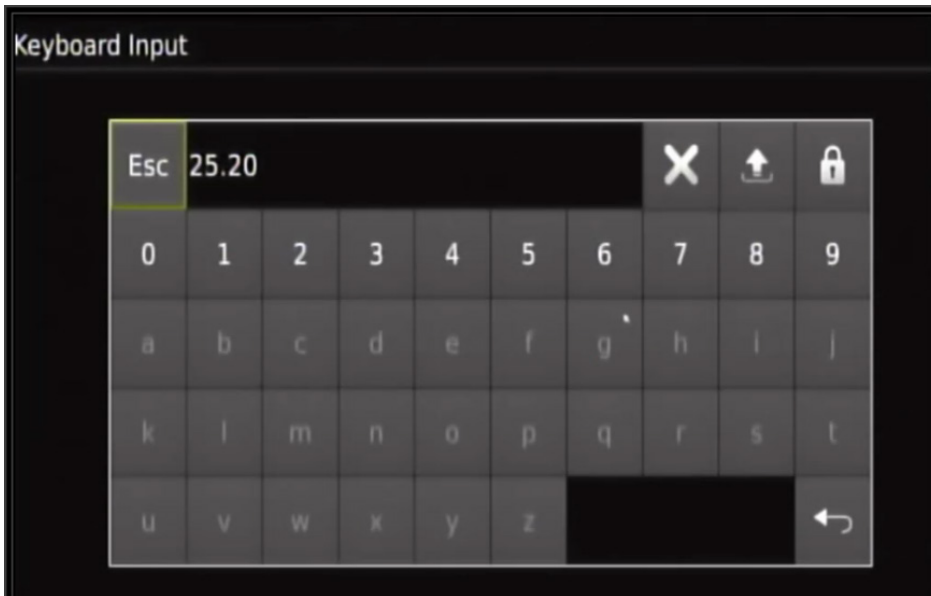 Keyboard Input
Esc 25.20
0 1 2 3 4 5 6 7 8 9
a b c d e f g h i j
k l m n o p q r s t
u v w x y z